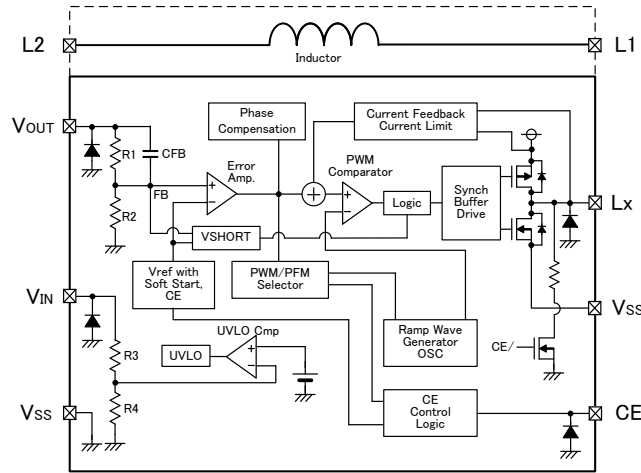 L2
L1
Inductor
Phase
Compensation
Current Feedback
Current Limit
VOUT
R1
CFB
Error
Amp.
PWM
Comparator
FB
R2
Logic
Synch
Buffer
Drive
Lx
VSHORT
Vref with
Soft Start,
CE
PWM/PFM
Selector
VIN
Ramp Wave
Generator
OSC
VSS
UVLO Cmp
UVLO
R3
R4
CE/
VSS
CE
Control
Logic
CE